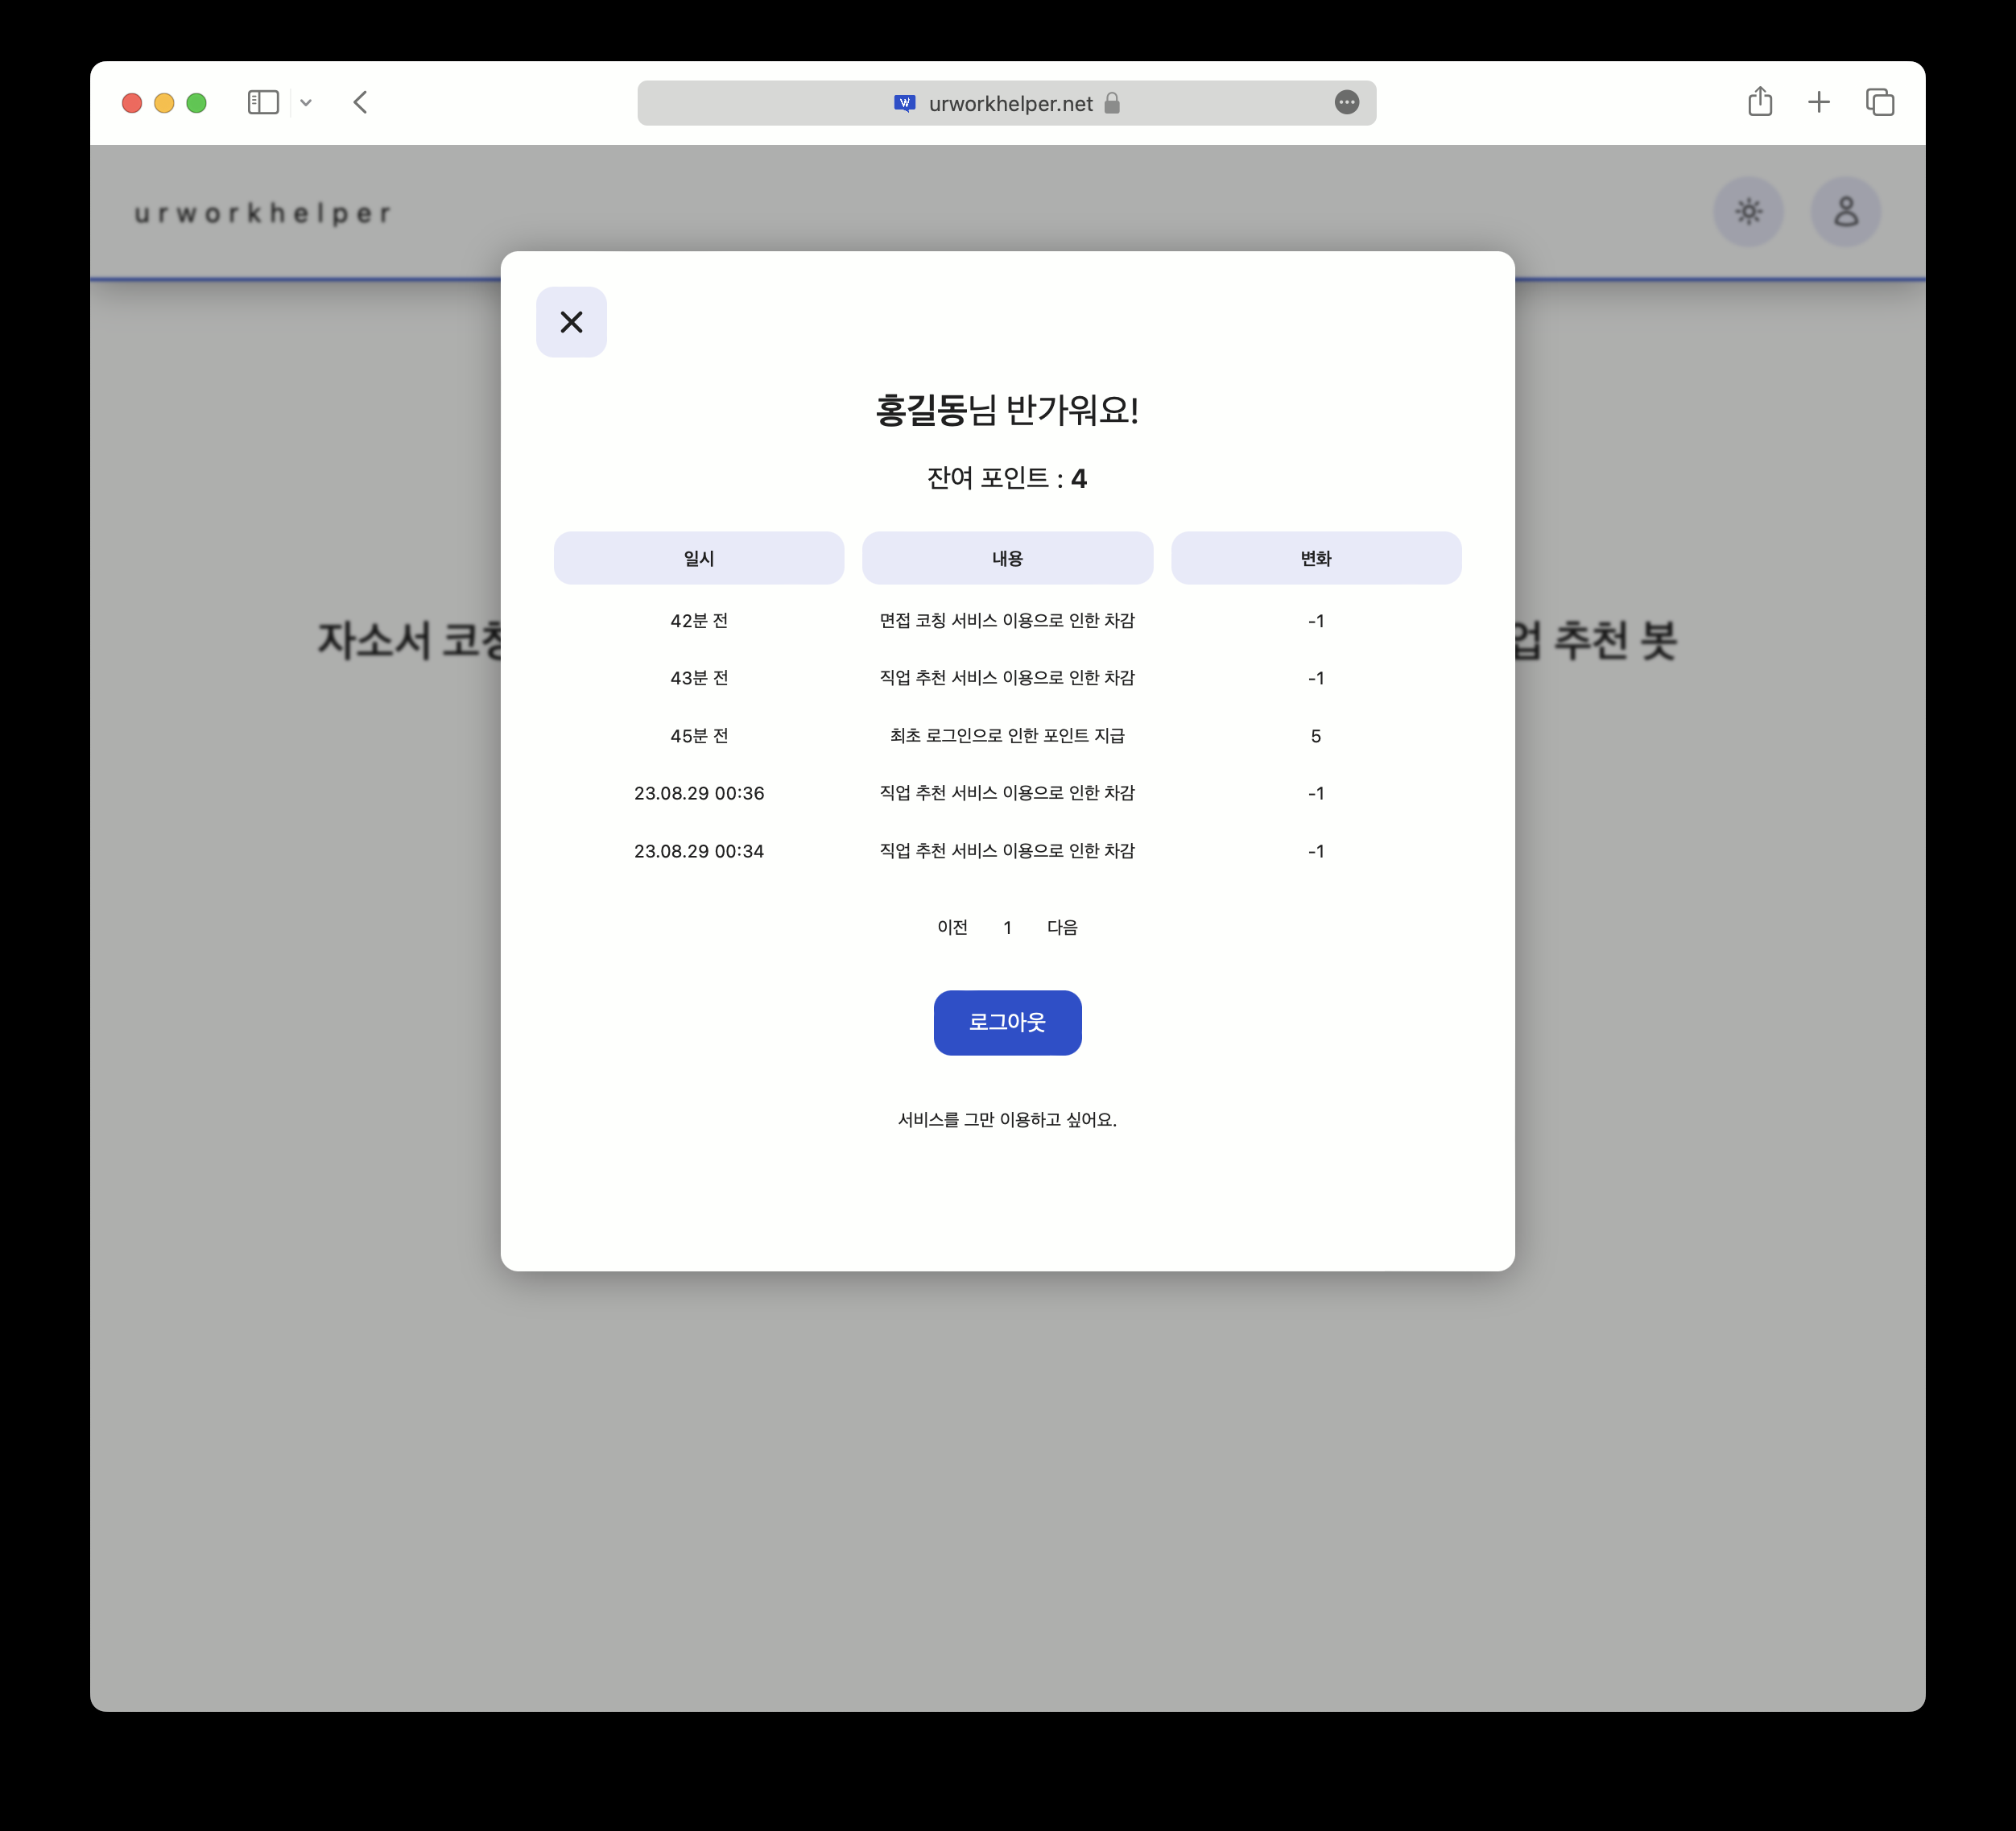 urworkhelper.net
urworkhelper
홍길동님 반가워요!
잔여 포인트 : 4
일시 내용 변화
42분 전 면접 코칭 서비스 이용으로 인한 차감 -1
43분 전 직업 추천 서비스 이용으로 인한 차감 -1
45분 전 최초 로그인으로 인한 포인트 지급 5
23.08.29 00:36 직업 추천 서비스 이용으로 인한 차감 -1
23.08.29 00:34 직업 추천 서비스 이용으로 인한 차감 -1
이전 1 다음
로그아웃
서비스를 그만 이용하고 싶어요.
자소서
추천 봇